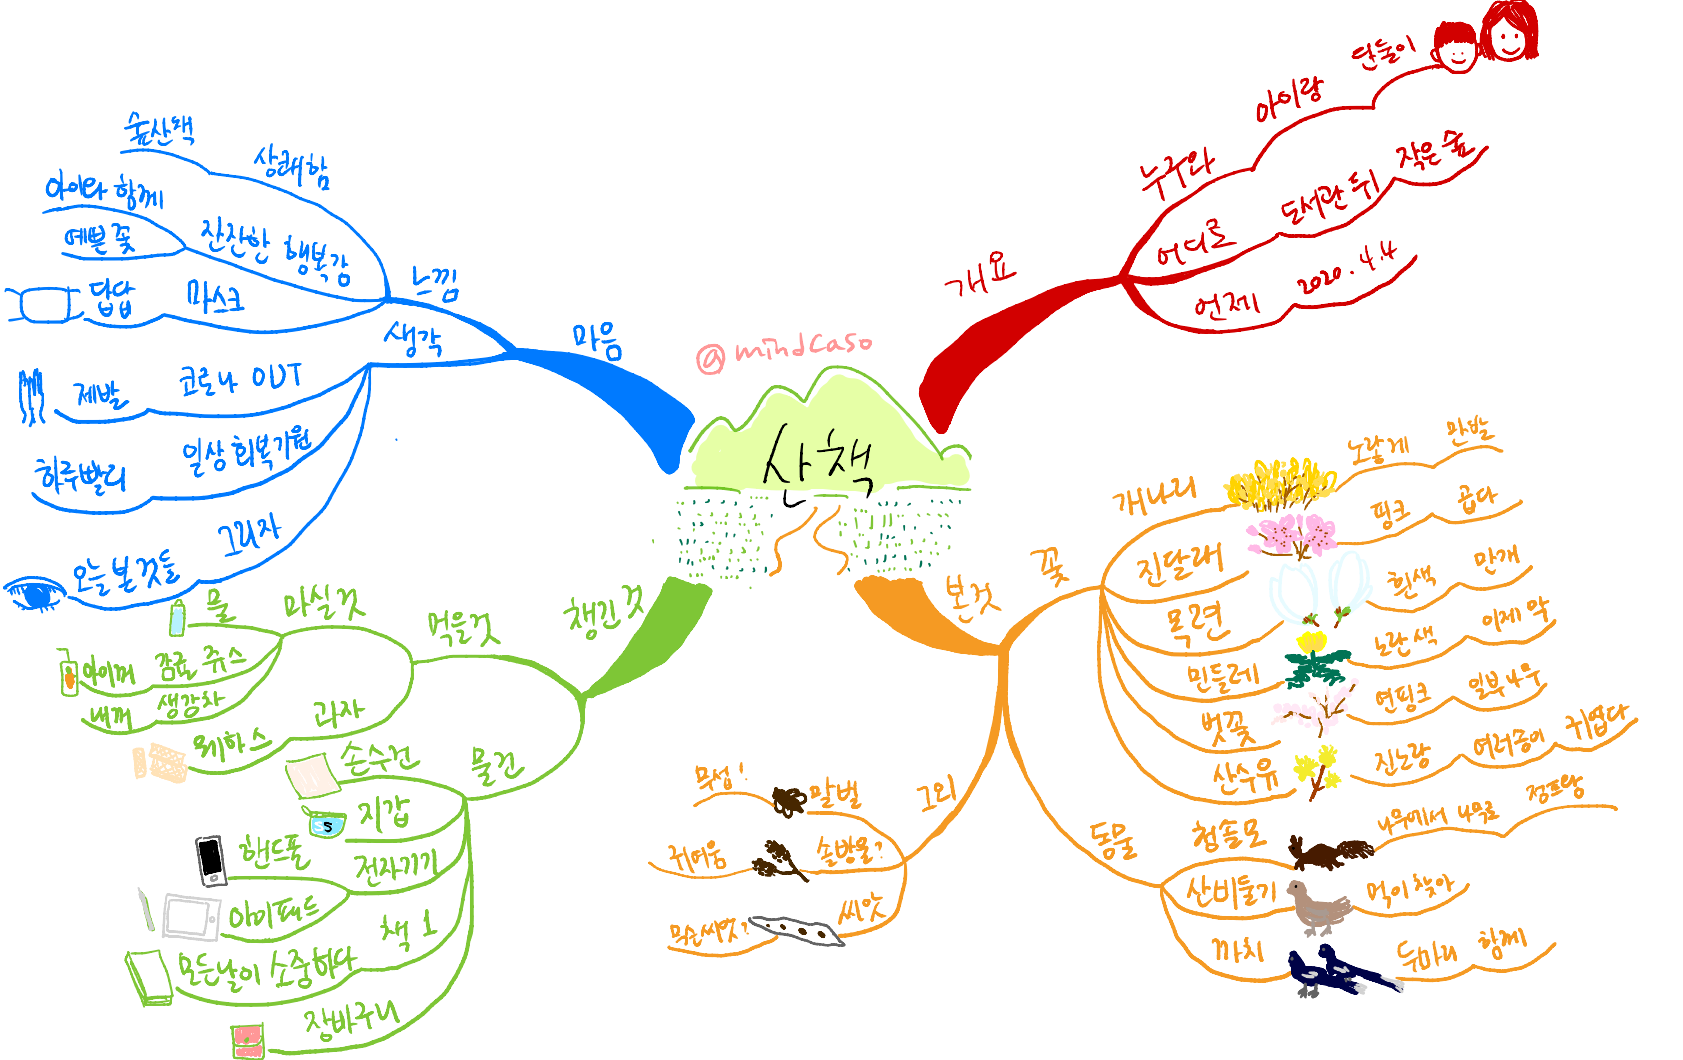 산책
@mindcaso
개요
누구와
아이랑
단둘이
어디로
도서관 뒤
작은 숲
언제
2020.4.4
본것
꽃
개나리
노랗게
만발
진달래
핑크
곱다
목련
흰색
만개
민들레
노란색
이제 막
벚꽃
연핑크
일부나무
산수유
진노랑
여러송이
귀엽다
동물
청솔모
나무에서 나무로
점프랑
산비둘기
먹이찾아
까치
두마리 함께
그외
말벌
무섭!
솔방울?
귀여움
씨앗
무슨씨앗?
챙긴것
먹을것
마실것
물
감귤 쥬스
아이꺼
생강차
내꺼
과자
웨하스
물건
손수건
지갑
5
전자기기
핸드폰
아이패드
책 1
모든날이 소중하다
장바구니
마음
느낌
상쾌함
숲산책
잔잔한 행복감
아이와 함께
예쁜 꽃
마스크
답답
생각
코로나 OUT
제발
일상회복기원
하루빨리
그리자
오늘 본것들